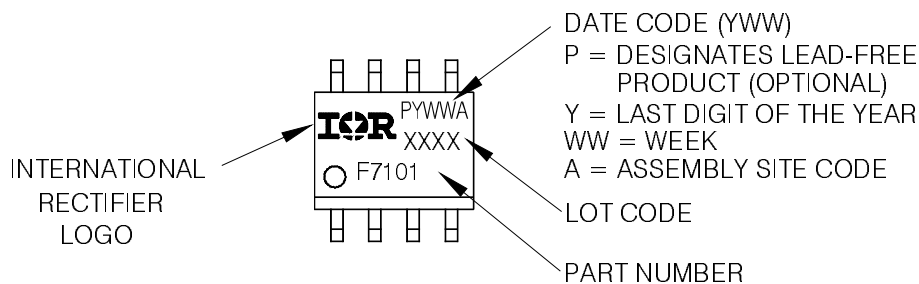 DATE CODE (YWW)
P = DESIGNATES LEAD-FREE
PRODUCT (OPTIONAL)
Y = LAST DIGIT OF THE YEAR
WW = WEEK
A = ASSEMBLY SITE CODE
LOT CODE
PART NUMBER
INTERNATIONAL
RECTIFIER
LOGO
IOR
PYWWA
XXXX
F7101